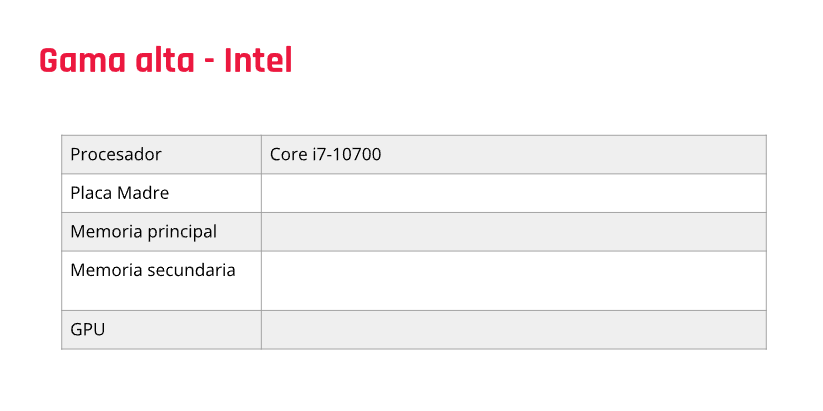 Gama alta - Intel
Procesador Core i7-10700
Placa Madre
Memoria principal
Memoria secundaria
GPU